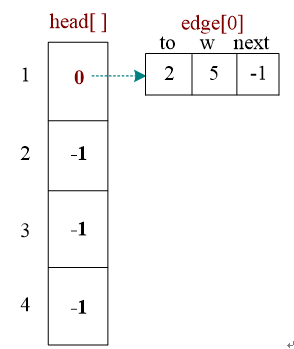 head[ ]
edge[0]
to w next
1 0 2 5 -1
2 -1
3 -1
4 -1